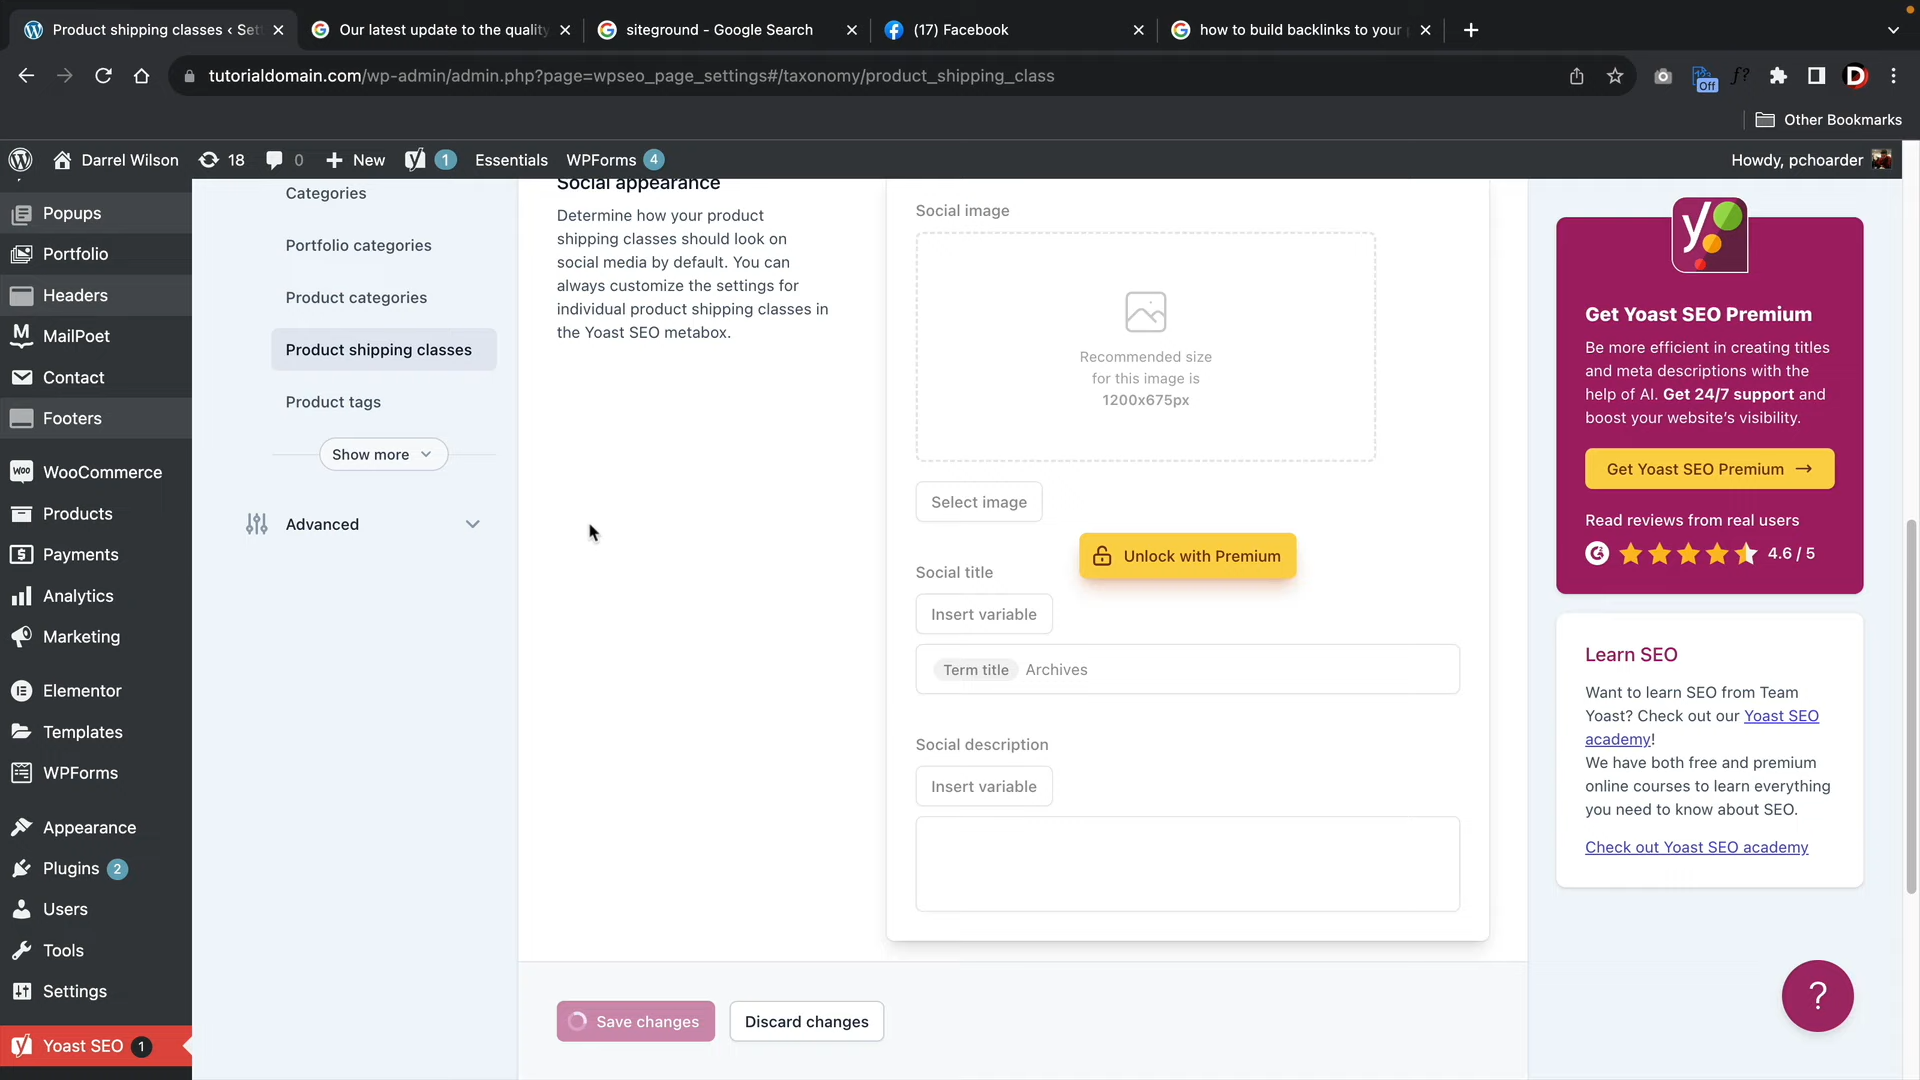 Product shipping classes ‹ Set
Our latest update to the quality
siteground - Google Search
(17) Facebook
how to build backlinks to your
tutorialdomain.com/wp-admin/admin.php?page=wpseo_page_settings#/taxonomy/product_shipping_class
Off
f?
D
Other Bookmarks
Darrel Wilson
18
0
New
1
Essentials
WPForms 4
Howdy, pchoarder
Popups
Portfolio
Headers
MailPoet
Contact
Footers
WooCommerce
Products
Payments
Analytics
Marketing
Elementor
Templates
WPForms
Appearance
Plugins 2
Users
Tools
Settings
Yoast SEO 1
Categories
Portfolio categories
Product categories
Product shipping classes
Product tags
Show more
Advanced
Social appearance
Determine how your product
shipping classes should look on
social media by default. You can
always customize the settings for
individual product shipping classes in
the Yoast SEO metabox.
Social image
Recommended size
for this image is
1200x675px
Select image
Unlock with Premium
Social title
Insert variable
Term title Archives
Social description
Insert variable
Save changes
Discard changes
Get Yoast SEO Premium
Be more efficient in creating titles
and meta descriptions with the
help of AI. Get 24/7 support and
boost your website's visibility.
Get Yoast SEO Premium →
Read reviews from real users
4.6 / 5
Learn SEO
Want to learn SEO from Team
Yoast? Check out our Yoast SEO
academy!
We have both free and premium
online courses to learn everything
you need to know about SEO.
Check out Yoast SEO academy
?